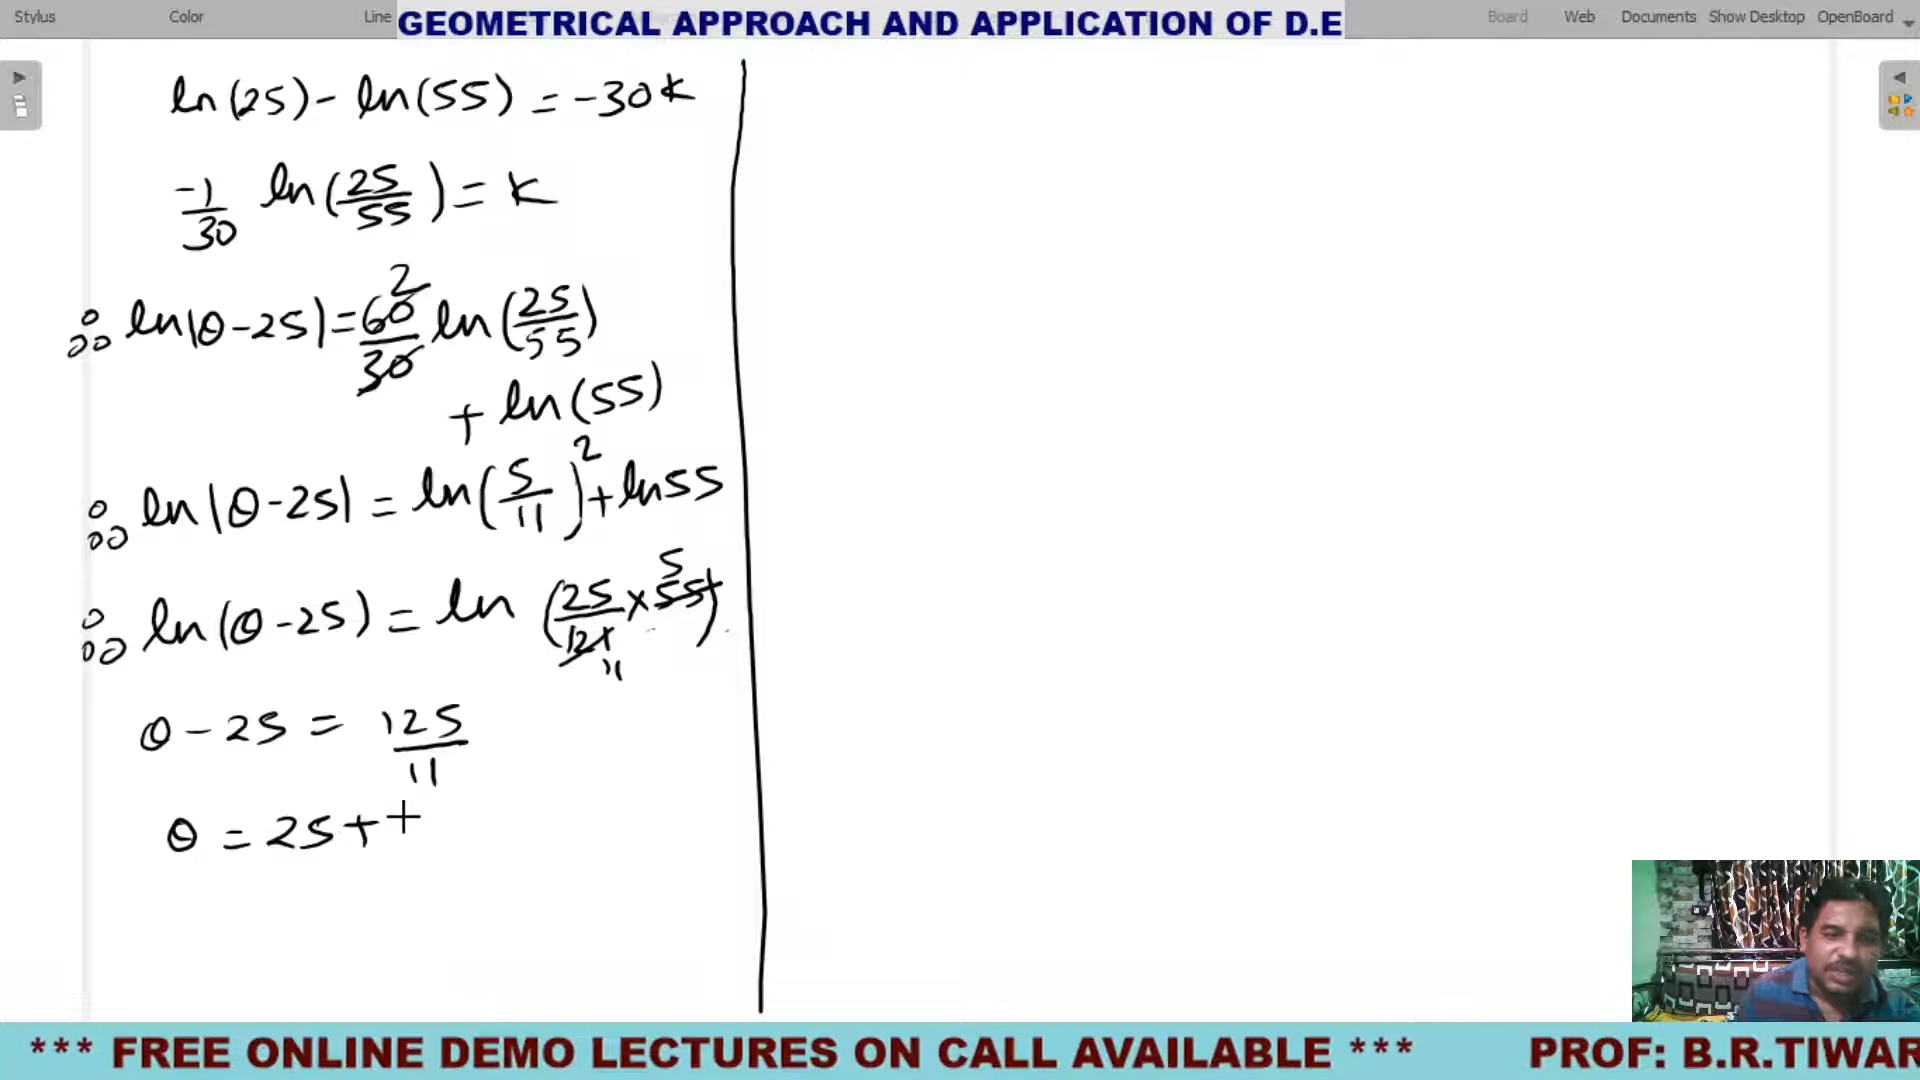 Stylus Color Line Board Web Documents Show Desktop OpenBoard
GEOMETRICAL APPROACH AND APPLICATION OF D.E
ln(25) - ln(55) = -30k
-1/30 ln(25/55) = k
∴ ln|θ-25| = 60/30 2 ln(25/55)
+ ln(55)
∴ ln|θ-25| = ln(5/11)² + ln55
∴ ln(θ-25) = ln(25/121 × 55) 5 11
θ - 25 = 125/11
θ = 25 +
*** FREE ONLINE DEMO LECTURES ON CALL AVAILABLE *** PROF: B.R.TIWAR